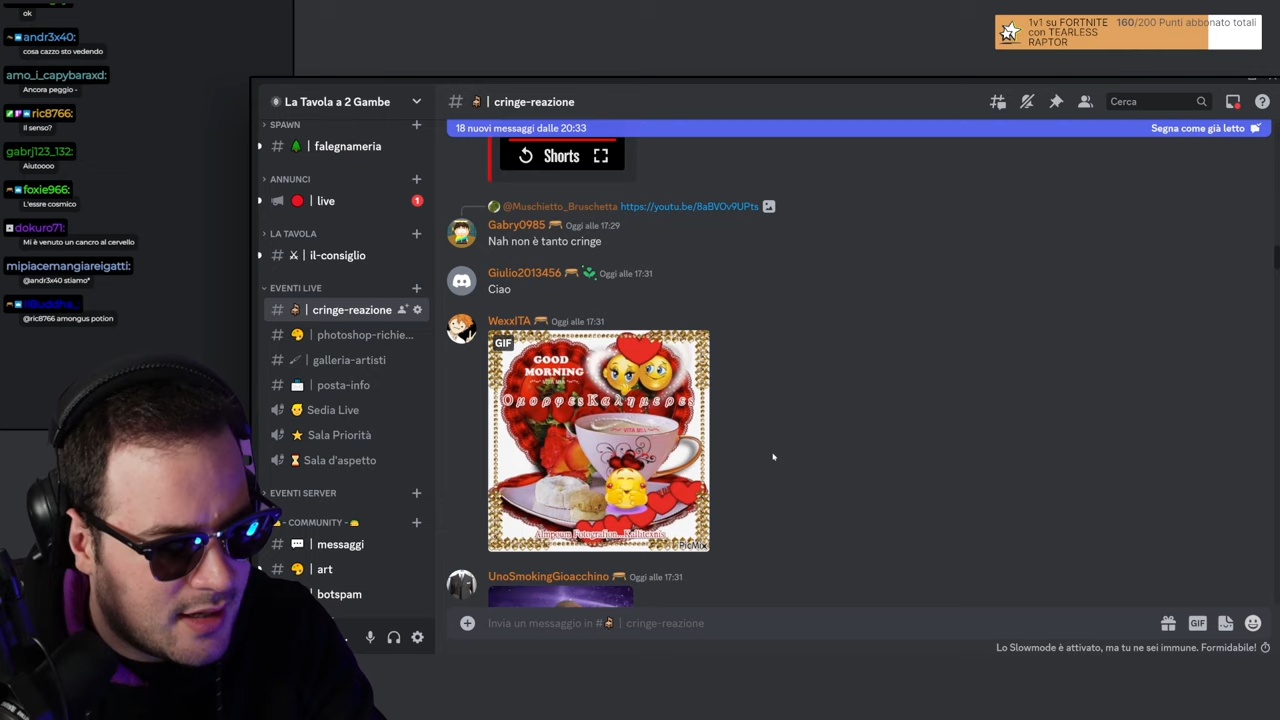 ok
andr3x40:
cosa cazzo sto vedendo
amo_i_capybaraxd:
Ancora peggio -
ric8766:
Il senso?
gabrj123_132:
Aiutoooo
foxie966:
L'essre cosmico
dokuro71:
Mi è venuto un cancro al cervello
mipiacemangiareigatti:
@andr3x40 stiamo*
@ric8766 amongus potion
1v1 su FORTNITE
con TEARLESS
RAPTOR
160/200 Punti abbonato totali
La Tavola a 2 Gambe
SPAWN
# | falegnameria
ANNUNCI
| live
1
LA TAVOLA
# | il-consiglio
EVENTI LIVE
# | cringe-reazione
# | photoshop-richie...
# | galleria-artisti
# | posta-info
Sedia Live
Sala Priorità
Sala d'aspetto
EVENTI SERVER
- COMMUNITY -
# | messaggi
# | art
| botspam
# | cringe-reazione
Cerca
18 nuovi messaggi dalle 20:33
Segna come già letto
Shorts
@Muschietto_Bruschetta https://youtu.be/8aBVOv9UPts
Gabry0985 Oggi alle 17:29
Nah non è tanto cringe
Giulio2013456 Oggi alle 17:31
Ciao
WexxITA Oggi alle 17:31
GIF
GOOD
MORNING
ΟμορφεςΚαλημερες
PicMix
UnoSmokingGioacchino Oggi alle 17:31
Invia un messaggio in # | cringe-reazione
GIF
Lo Slowmode è attivato, ma tu ne sei immune. Formidabile!